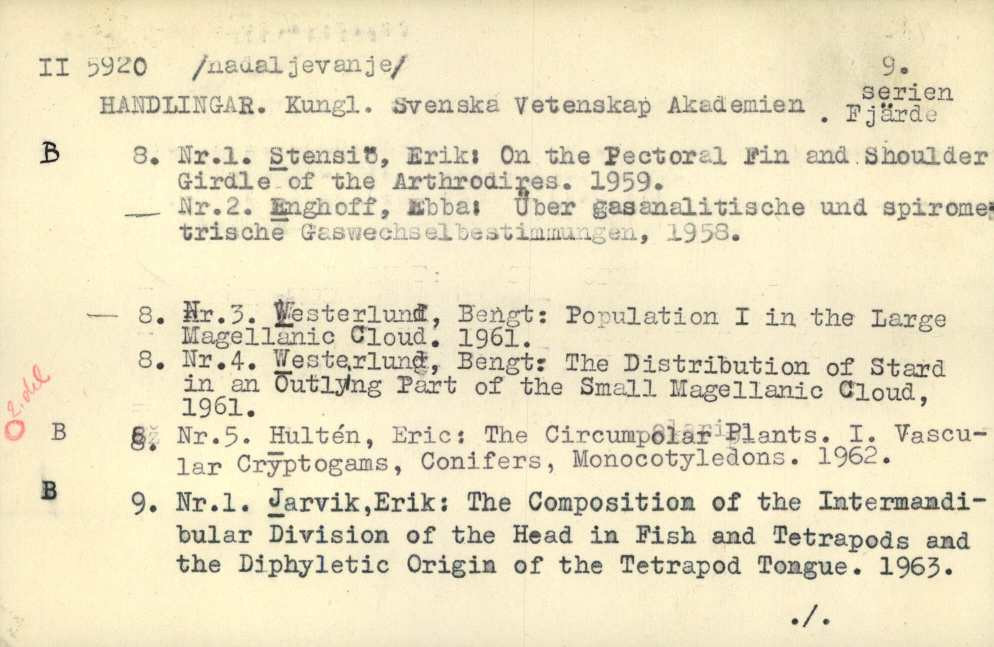 II 5920 /nadaljevanje/ 9.
HANDLINGAR. Kungl. Svenska Vetenskap Akademien . Fjärde serien
B 8. Nr.1. Stensiö, Erik: On the Pectoral Fin and Shoulder
Girdle of the Arthrodires. 1959.
— Nr.2. Enghoff, Ebba: Über gasanalitische und spirome-
trische Gaswechselbestimmungen, 1958.
— 8. Nr.3. Westerlund, Bengt: Population I in the Large
Magellanic Cloud. 1961.
8. Nr.4. Westerlund, Bengt: The Distribution of Stard
in an Outlyng Part of the Small Magellanic Cloud,
1961.
O 2. del
B 8. Nr.5. Hultén, Eric: The Circumpolar Plants. I. Vascu-
lar Cryptogams, Conifers, Monocotyledons. 1962.
B 9. Nr.1. Jarvik,Erik: The Composition of the Intermandi-
bular Division of the Head in Fish and Tetrapods and
the Diphyletic Origin of the Tetrapod Tongue. 1963.
./.